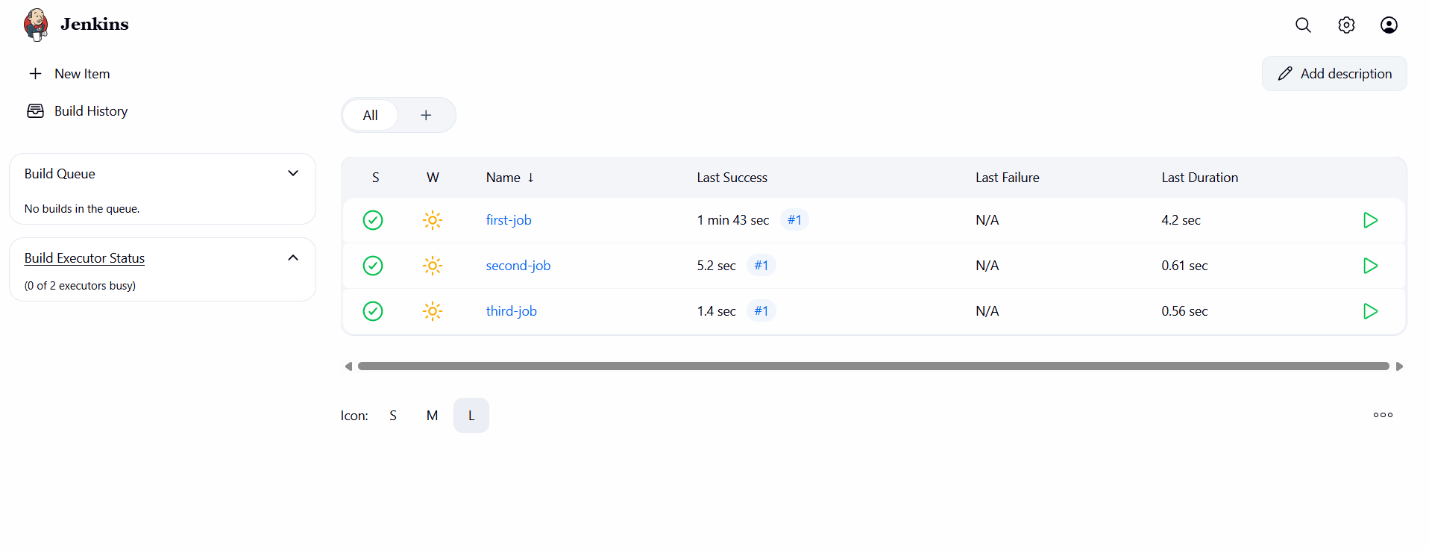 Jenkins
New Item
Add description
Build History
All +
Build Queue
No builds in the queue.
Build Executor Status
(0 of 2 executors busy)
S W Name ↓ Last Success Last Failure Last Duration
first-job 1 min 43 sec #1 N/A 4.2 sec
second-job 5.2 sec #1 N/A 0.61 sec
third-job 1.4 sec #1 N/A 0.56 sec
Icon: S M L